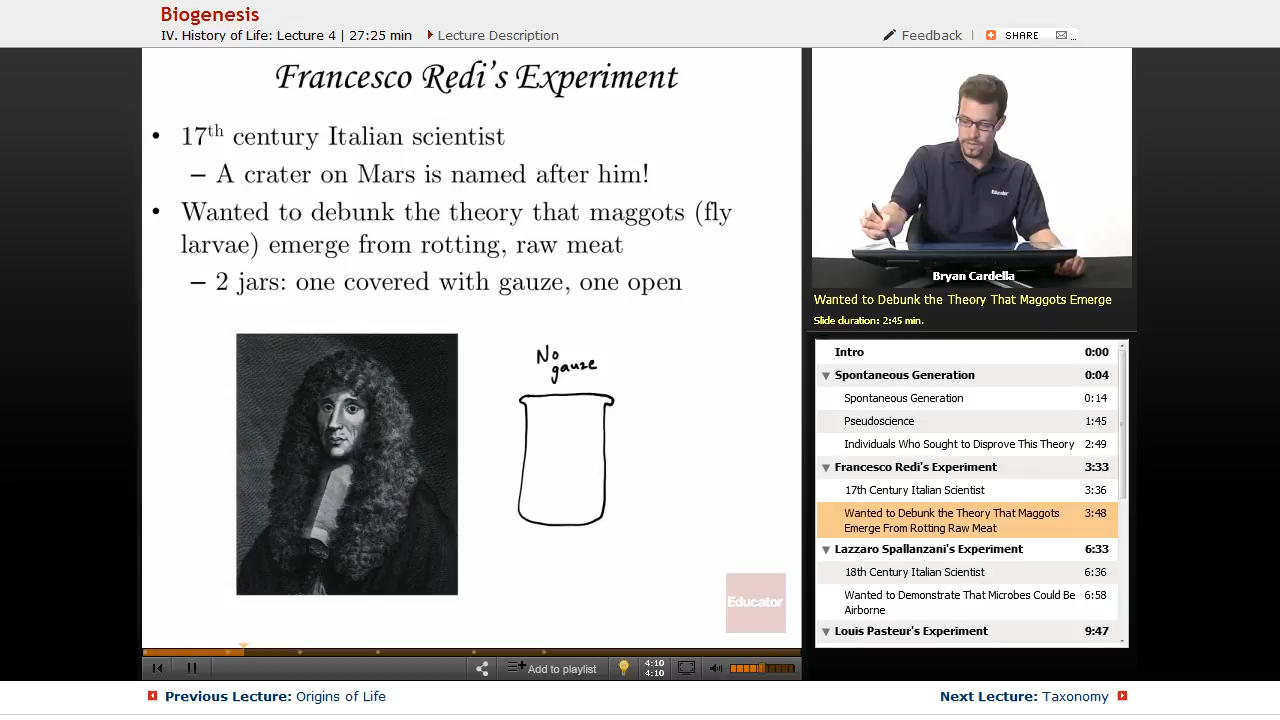 Biogenesis
IV. History of Life: Lecture 4 | 27:25 min
Lecture Description
Feedback
SHARE
Francesco Redi's Experiment
• 17th century Italian scientist
– A crater on Mars is named after him!
• Wanted to debunk the theory that maggots (fly
larvae) emerge from rotting, raw meat
– 2 jars: one covered with gauze, one open
No
gauze
Educator
Educator
Bryan Cardella
Wanted to Debunk the Theory That Maggots Emerge
Slide duration: 2:45 min.
Intro 0:00
Spontaneous Generation 0:04
Spontaneous Generation 0:14
Pseudoscience 1:45
Individuals Who Sought to Disprove This Theory 2:49
Francesco Redi's Experiment 3:33
17th Century Italian Scientist 3:36
Wanted to Debunk the Theory That Maggots 3:48
Emerge From Rotting Raw Meat
Lazzaro Spallanzani's Experiment 6:33
18th Century Italian Scientist 6:36
Wanted to Demonstrate That Microbes Could Be 6:58
Airborne
Louis Pasteur's Experiment 9:47
Add to playlist
4:10
4:10
Previous Lecture: Origins of Life
Next Lecture: Taxonomy